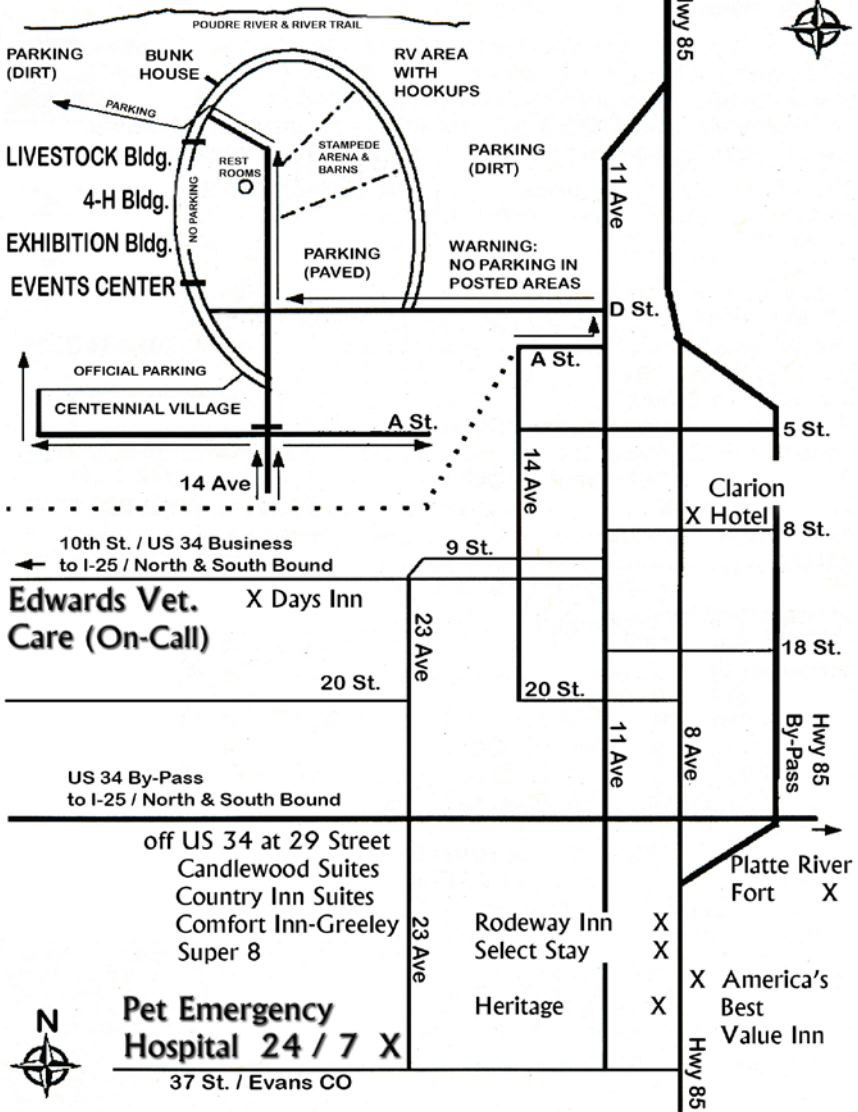 POUDRE RIVER & RIVER TRAIL
Hwy 85
PARKING
(DIRT)
BUNK
HOUSE
RV AREA
WITH
HOOKUPS
PARKING
LIVESTOCK Bldg.
REST
ROOMS
STAMPEDE
ARENA &
BARNS
PARKING
(DIRT)
11 Ave
4-H Bldg.
NO PARKING
EXHIBITION Bldg.
EVENTS CENTER
PARKING
(PAVED)
WARNING:
NO PARKING IN
POSTED AREAS
D St.
A St.
OFFICIAL PARKING
CENTENNIAL VILLAGE
A St.
5 St.
14 Ave
14 Ave
Clarion
X Hotel
8 St.
10th St. / US 34 Business
to I-25 / North & South Bound
9 St.
Edwards Vet.
Care (On-Call)
X Days Inn
23 Ave
18 St.
20 St.
20 St.
11 Ave
8 Ave
Hwy 85
By-Pass
US 34 By-Pass
to I-25 / North & South Bound
off US 34 at 29 Street
Candlewood Suites
Country Inn Suites
Comfort Inn-Greeley
Super 8
23 Ave
Platte River
Fort X
Rodeway Inn X
Select Stay X
Heritage X
X America's
Best
Value Inn
N
Pet Emergency
Hospital 24 / 7 X
37 St. / Evans CO
Hwy 85